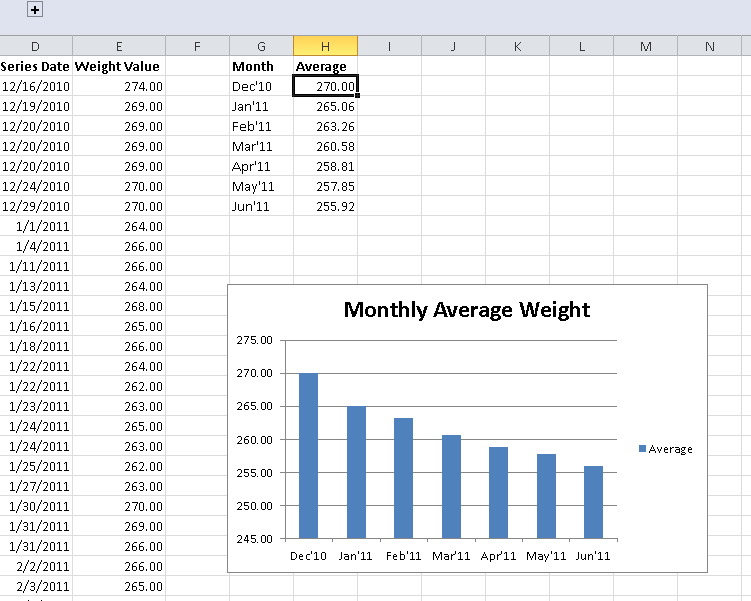 +
D E F G H I J K L M N
Series Date Weight Value Month Average
12/16/2010 274.00 Dec'10 270.00
12/19/2010 269.00 Jan'11 265.06
12/20/2010 269.00 Feb'11 263.26
12/20/2010 269.00 Mar'11 260.58
12/20/2010 269.00 Apr'11 258.81
12/24/2010 270.00 May'11 257.85
12/29/2010 270.00 Jun'11 255.92
1/1/2011 264.00
1/4/2011 266.00
1/11/2011 266.00
1/13/2011 264.00
1/15/2011 268.00
1/16/2011 265.00
1/18/2011 266.00
1/22/2011 264.00
1/22/2011 262.00
1/23/2011 263.00
1/24/2011 265.00
1/24/2011 263.00
1/25/2011 262.00
1/27/2011 263.00
1/30/2011 270.00
1/31/2011 269.00
1/31/2011 266.00
2/2/2011 266.00
2/3/2011 265.00
Monthly Average Weight
275.00
270.00
265.00
260.00
255.00
250.00
245.00
Dec'10 Jan'11 Feb'11 Mar'11 Apr'11 May'11 Jun'11
Average